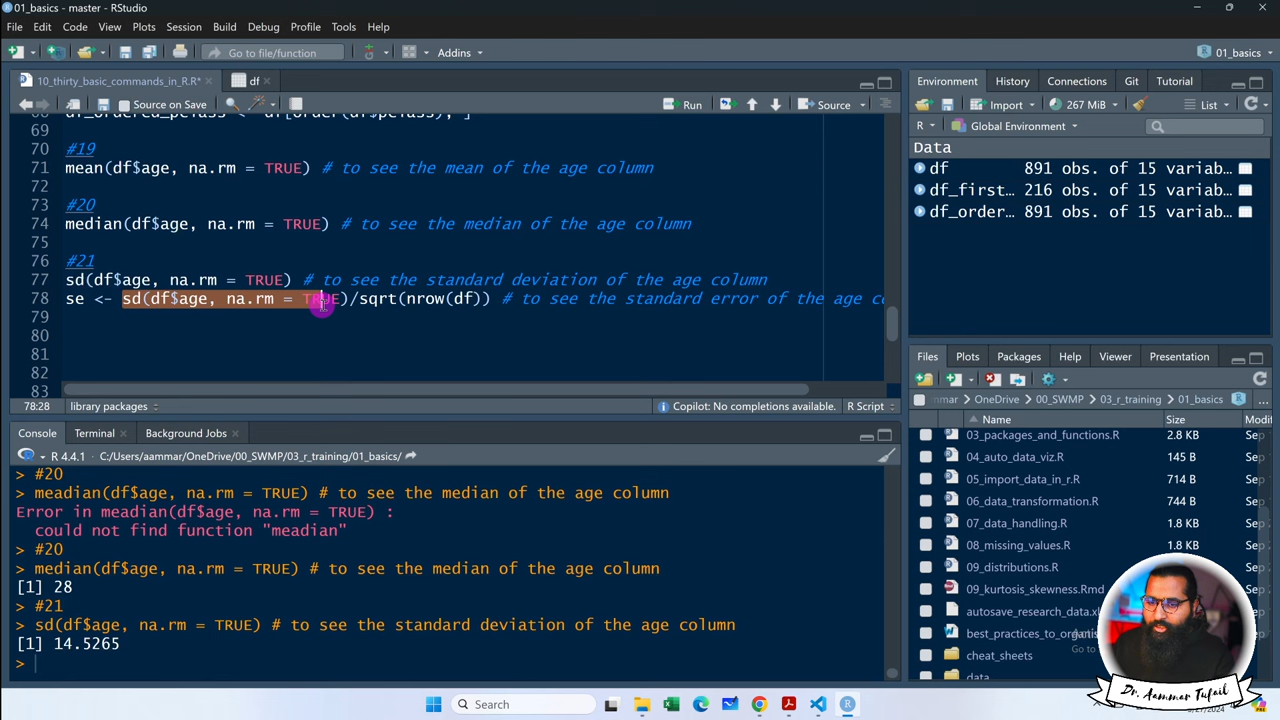 01_basics - master - RStudio
File Edit Code View Plots Session Build Debug Profile Tools Help
Go to file/function Addins 01_basics
10_thirty_basic_commands_in_R.R* df
Source on Save Run Source
68 df_ordered_pclass <- df[order(df$pclass), ]
69
70 #19
71 mean(df$age, na.rm = TRUE) # to see the mean of the age column
72
73 #20
74 median(df$age, na.rm = TRUE) # to see the median of the age column
75
76 #21
77 sd(df$age, na.rm = TRUE) # to see the standard deviation of the age column
78 se <- sd(df$age, na.rm = TRUE)/sqrt(nrow(df)) # to see the standard error of the age co
79
80
81
82
83
78:28 library packages Copilot: No completions available. R Script
Console Terminal Background Jobs
R 4.4.1 · C:/Users/aammar/OneDrive/00_SWMP/03_r_training/01_basics/
> #20
> meadian(df$age, na.rm = TRUE) # to see the median of the age column
Error in meadian(df$age, na.rm = TRUE) :
could not find function "meadian"
> #20
> median(df$age, na.rm = TRUE) # to see the median of the age column
[1] 28
> #21
> sd(df$age, na.rm = TRUE) # to see the standard deviation of the age column
[1] 14.5265
>
Environment History Connections Git Tutorial
Import 267 MiB List
R Global Environment
Data
df 891 obs. of 15 variab…
df_first… 216 obs. of 15 variab…
df_order… 891 obs. of 15 variab…
Files Plots Packages Help Viewer Presentation
mmar OneDrive 00_SWMP 03_r_training 01_basics ...
Name Size Modif
03_packages_and_functions.R 2.8 KB Sep
04_auto_data_viz.R 145 B Sep
05_import_data_in_r.R 714 B Sep
06_data_transformation.R 744 B Sep
07_data_handling.R 1.8 KB Sep
08_missing_values.R 1.8 KB Sep
09_distributions.R
09_kurtosis_skewness.Rmd
autosave_research_data.xl
best_practices_to_organis
cheat_sheets
data
Go to
Dr. Aammar Tufail
Search